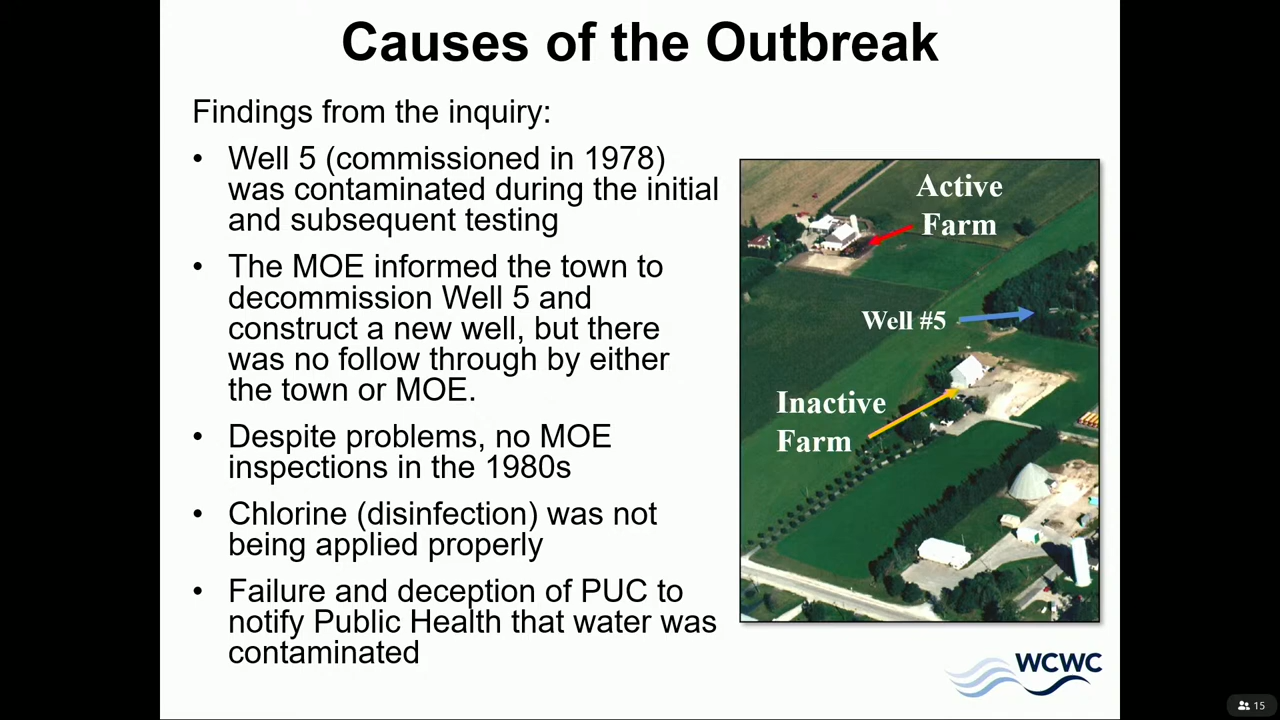 Causes of the Outbreak
Findings from the inquiry:
• Well 5 (commissioned in 1978)
was contaminated during the initial
and subsequent testing
• The MOE informed the town to
decommission Well 5 and
construct a new well, but there
was no follow through by either
the town or MOE.
• Despite problems, no MOE
inspections in the 1980s
• Chlorine (disinfection) was not
being applied properly
• Failure and deception of PUC to
notify Public Health that water was
contaminated
Active
Farm
Well #5
Inactive
Farm
WCWC
15